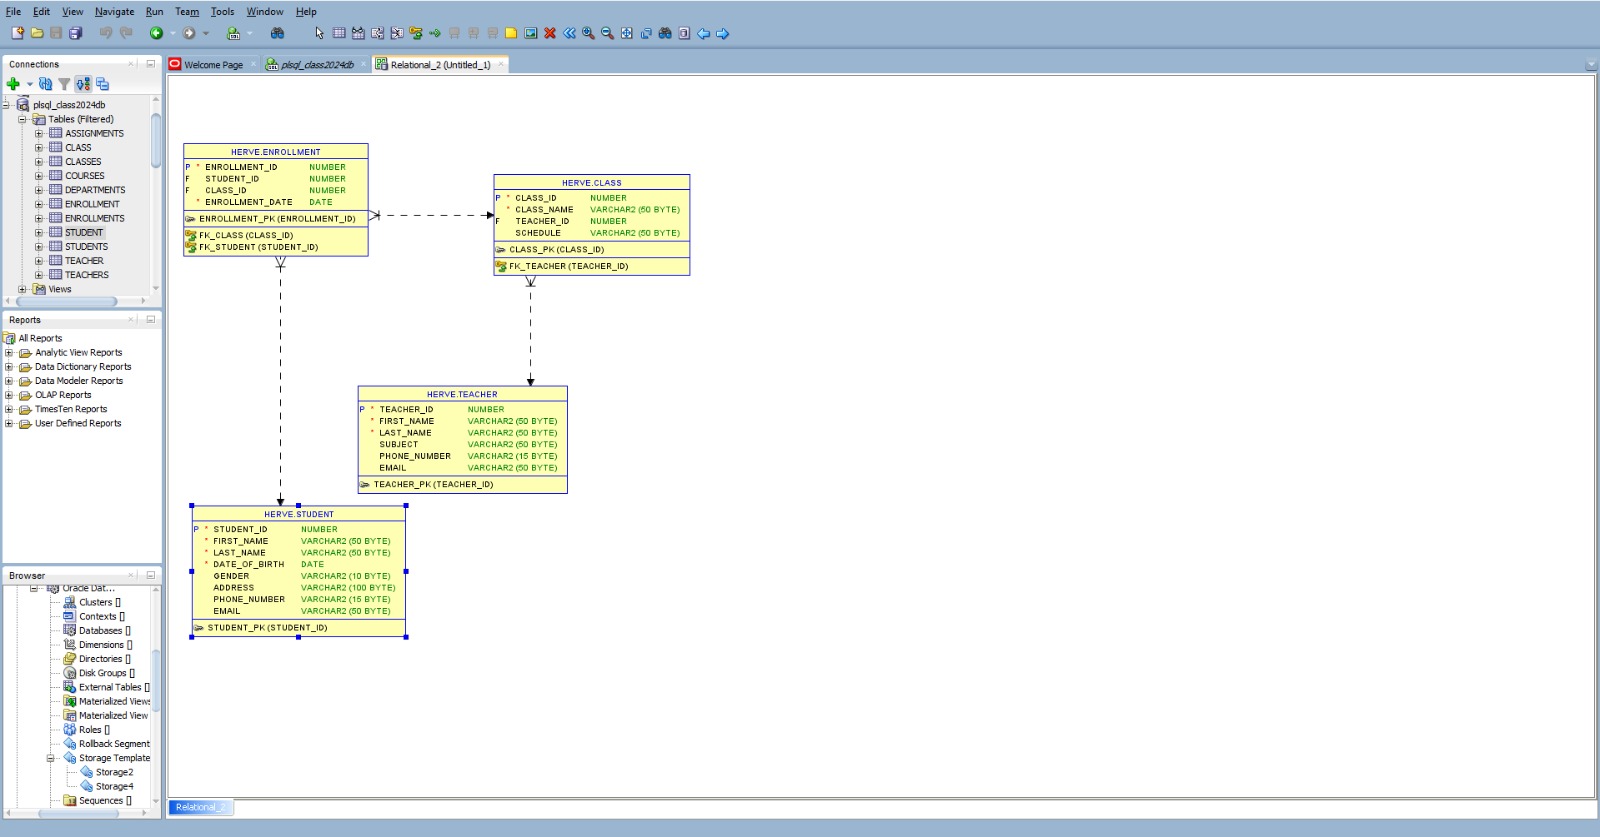 File Edit View Navigate Run Team Tools Window Help
Connections
plsql_class2024db
Tables (Filtered)
ASSIGNMENTS
CLASS
CLASSES
COURSES
DEPARTMENTS
ENROLLMENT
ENROLLMENTS
STUDENT
STUDENTS
TEACHER
TEACHERS
Views
Reports
All Reports
Analytic View Reports
Data Dictionary Reports
Data Modeler Reports
OLAP Reports
TimesTen Reports
User Defined Reports
Browser
Oracle Dat...
Clusters []
Contexts []
Databases []
Dimensions []
Directories []
Disk Groups []
External Tables []
Materialized Views
Materialized View
Roles []
Rollback Segment
Storage Template
Storage2
Storage4
Sequences []
Welcome Page plsql_class2024db Relational_2 (Untitled_1)
HERVE.ENROLLMENT
P * ENROLLMENT_ID NUMBER
F STUDENT_ID NUMBER
F CLASS_ID NUMBER
* ENROLLMENT_DATE DATE
ENROLLMENT_PK (ENROLLMENT_ID)
FK_CLASS (CLASS_ID)
FK_STUDENT (STUDENT_ID)
HERVE.CLASS
P * CLASS_ID NUMBER
* CLASS_NAME VARCHAR2 (50 BYTE)
F TEACHER_ID NUMBER
SCHEDULE VARCHAR2 (50 BYTE)
CLASS_PK (CLASS_ID)
FK_TEACHER (TEACHER_ID)
HERVE.TEACHER
P * TEACHER_ID NUMBER
* FIRST_NAME VARCHAR2 (50 BYTE)
* LAST_NAME VARCHAR2 (50 BYTE)
SUBJECT VARCHAR2 (50 BYTE)
PHONE_NUMBER VARCHAR2 (15 BYTE)
EMAIL VARCHAR2 (50 BYTE)
TEACHER_PK (TEACHER_ID)
HERVE.STUDENT
P * STUDENT_ID NUMBER
* FIRST_NAME VARCHAR2 (50 BYTE)
* LAST_NAME VARCHAR2 (50 BYTE)
* DATE_OF_BIRTH DATE
GENDER VARCHAR2 (10 BYTE)
ADDRESS VARCHAR2 (100 BYTE)
PHONE_NUMBER VARCHAR2 (15 BYTE)
EMAIL VARCHAR2 (50 BYTE)
STUDENT_PK (STUDENT_ID)
Relational_2